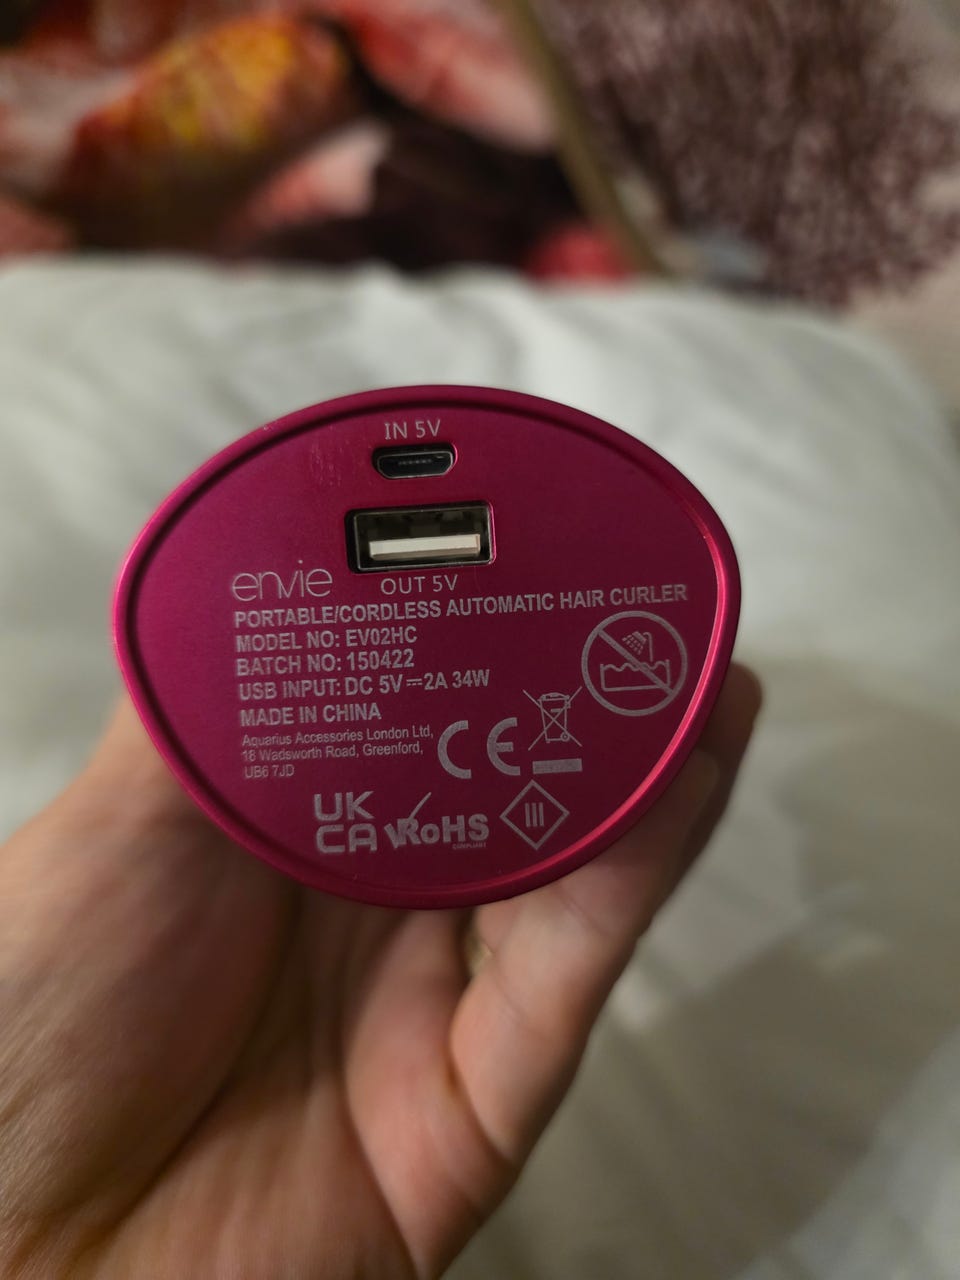 IN 5V
OUT 5V
envie
PORTABLE/CORDLESS AUTOMATIC HAIR CURLER
MODEL NO: EV02HC
BATCH NO: 150422
USB INPUT: DC 5V⎓2A 34W
MADE IN CHINA
Aquarius Accessories London Ltd,
18 Wadsworth Road, Greenford,
UB6 7JD
CE
UK
CA
RoHS
COMPLIANT
III